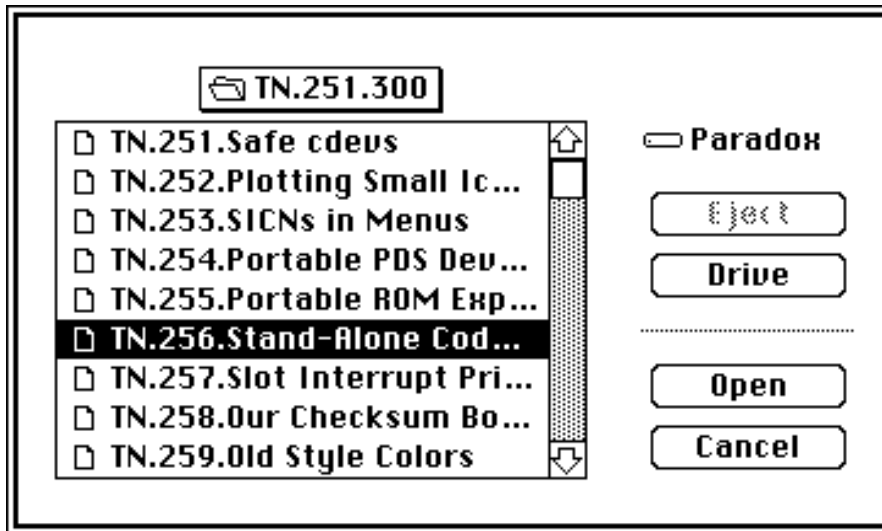 TN.251.300
TN.251.Safe cdevs
TN.252.Plotting Small Ic...
TN.253.SICNs in Menus
TN.254.Portable PDS Dev...
TN.255.Portable ROM Exp...
TN.256.Stand-Alone Cod...
TN.257.Slot Interrupt Pri...
TN.258.Our Checksum Bo...
TN.259.Old Style Colors
Paradox
Eject
Drive
Open
Cancel